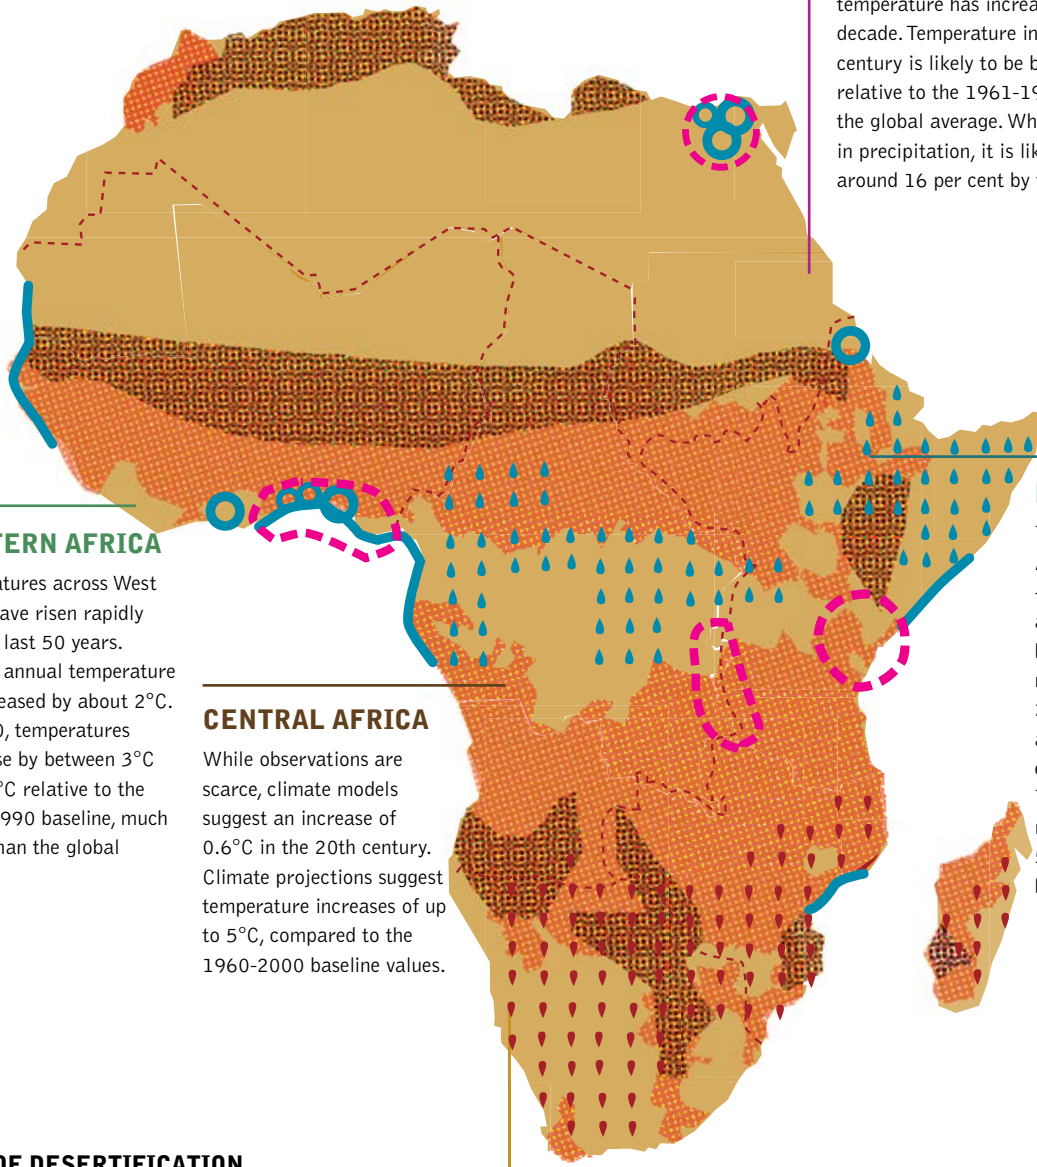 temperature has increa
decade. Temperature in
century is likely to be b
relative to the 1961-19
the global average. Wh
in precipitation, it is lik
around 16 per cent by
TERN AFRICA
atures across West
ave risen rapidly
last 50 years.
annual temperature
eased by about 2°C.
0, temperatures
se by between 3°C
°C relative to the
990 baseline, much
han the global
CENTRAL AFRICA
While observations are
scarce, climate models
suggest an increase of
0.6°C in the 20th century.
Climate projections suggest
temperature increases of up
to 5°C, compared to the
1960-2000 baseline values.
OF DESERTIFICATION